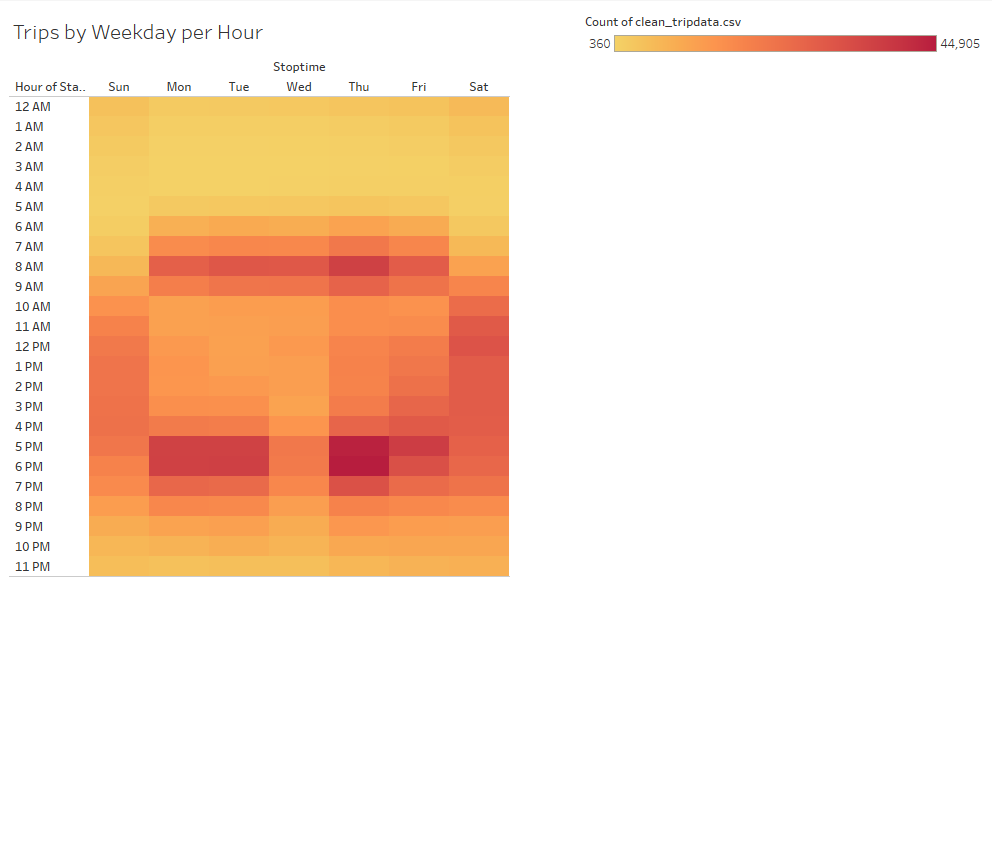 Trips by Weekday per Hour
Count of clean_tripdata.csv
360 44,905
Stoptime
Hour of Sta.. Sun Mon Tue Wed Thu Fri Sat
12 AM
1 AM
2 AM
3 AM
4 AM
5 AM
6 AM
7 AM
8 AM
9 AM
10 AM
11 AM
12 PM
1 PM
2 PM
3 PM
4 PM
5 PM
6 PM
7 PM
8 PM
9 PM
10 PM
11 PM